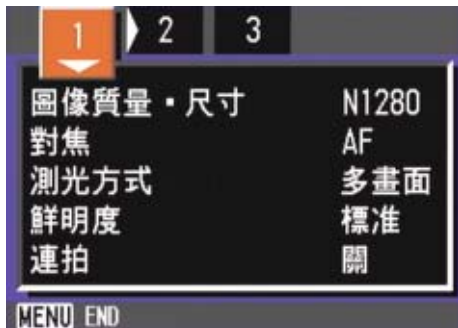 1 2 3
圖像質量・尺寸 N1280
對焦 AF
測光方式 多畫面
鮮明度 標准
連拍 關
MENU END